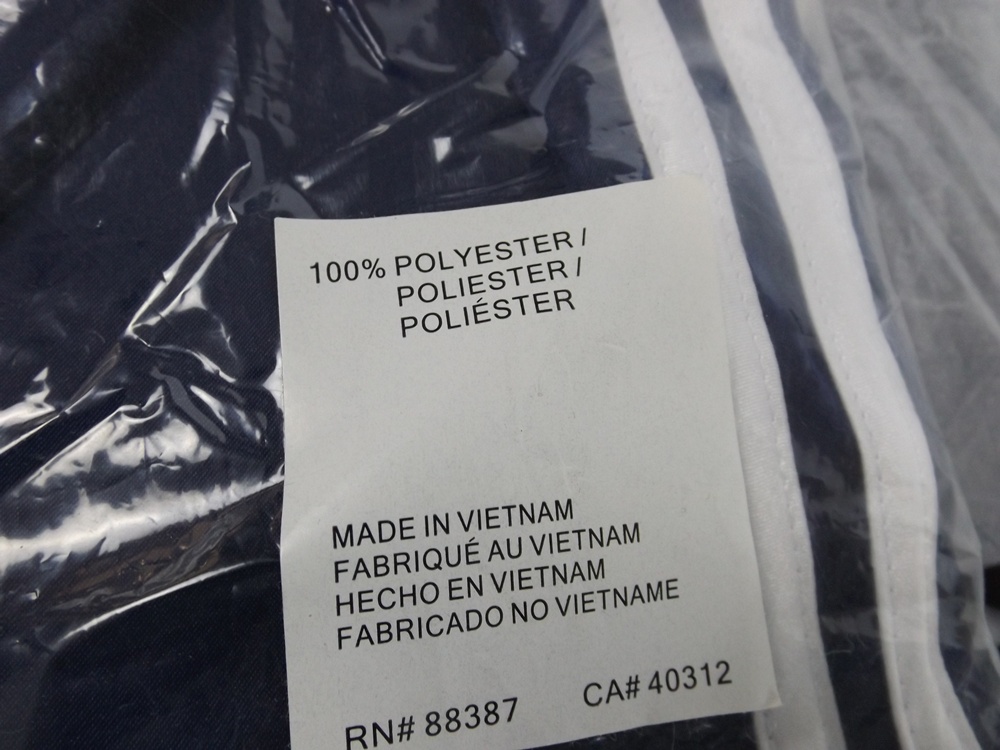 100% POLYESTER /
POLIESTER /
POLIÉSTER
MADE IN VIETNAM
FABRIQUÉ AU VIETNAM
HECHO EN VIETNAM
FABRICADO NO VIETNAME
RN# 88387 CA# 40312